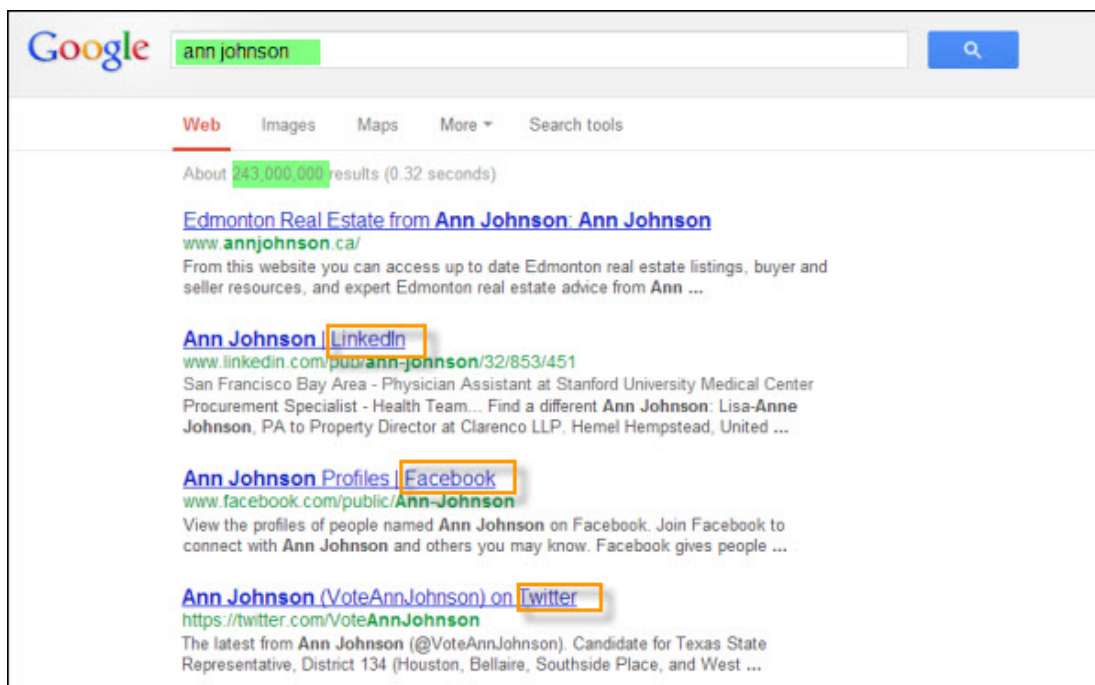 Google ann johnson
Web Images Maps More Search tools
About 243,000,000 results (0.32 seconds)
Edmonton Real Estate from Ann Johnson: Ann Johnson
www.annjohnson.ca/
From this website you can access up to date Edmonton real estate listings, buyer and
seller resources, and expert Edmonton real estate advice from Ann ...
Ann Johnson | LinkedIn
www.linkedin.com/pub/ann-johnson/32/853/451
San Francisco Bay Area - Physician Assistant at Stanford University Medical Center
Procurement Specialist - Health Team... Find a different Ann Johnson: Lisa-Anne
Johnson, PA to Property Director at Clarenco LLP. Hemel Hempstead, United ...
Ann Johnson Profiles | Facebook
www.facebook.com/public/Ann-Johnson
View the profiles of people named Ann Johnson on Facebook. Join Facebook to
connect with Ann Johnson and others you may know. Facebook gives people ...
Ann Johnson (VoteAnnJohnson) on Twitter
https://twitter.com/VoteAnnJohnson
The latest from Ann Johnson (@VoteAnnJohnson). Candidate for Texas State
Representative, District 134 (Houston, Bellaire, Southside Place, and West ...